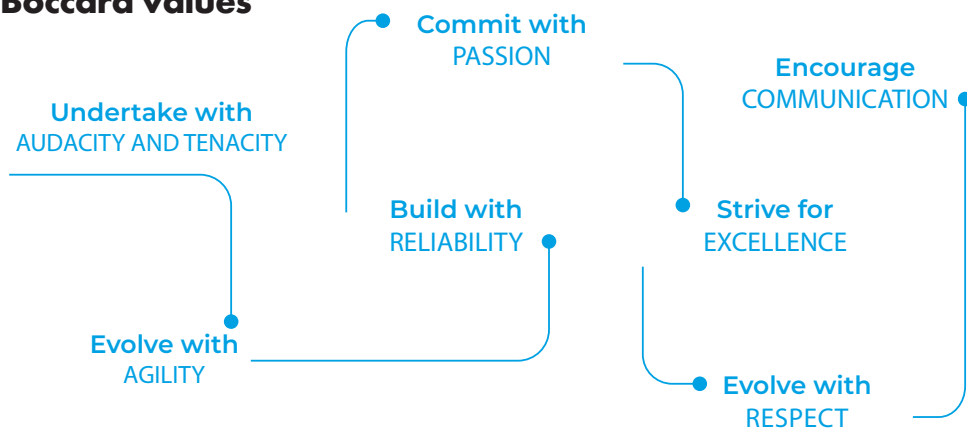 Boccard values
Undertake with
AUDACITY AND TENACITY
Evolve with
AGILITY
Build with
RELIABILITY
Commit with
PASSION
Strive for
EXCELLENCE
Evolve with
RESPECT
Encourage
COMMUNICATION